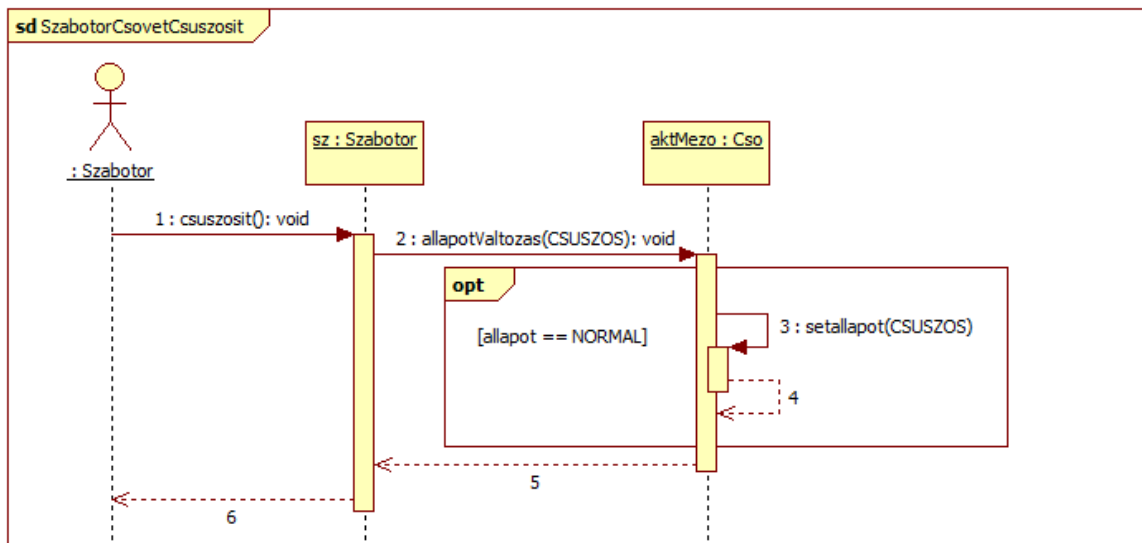 sd SzabotorCsovetCsuszosit
: Szabotor
sz : Szabotor
aktMezo : Cso
1 : csuszosit(): void
2 : allapotValtozas(CSUSZOS): void
opt
[allapot == NORMAL]
3 : setallapot(CSUSZOS)
4
5
6